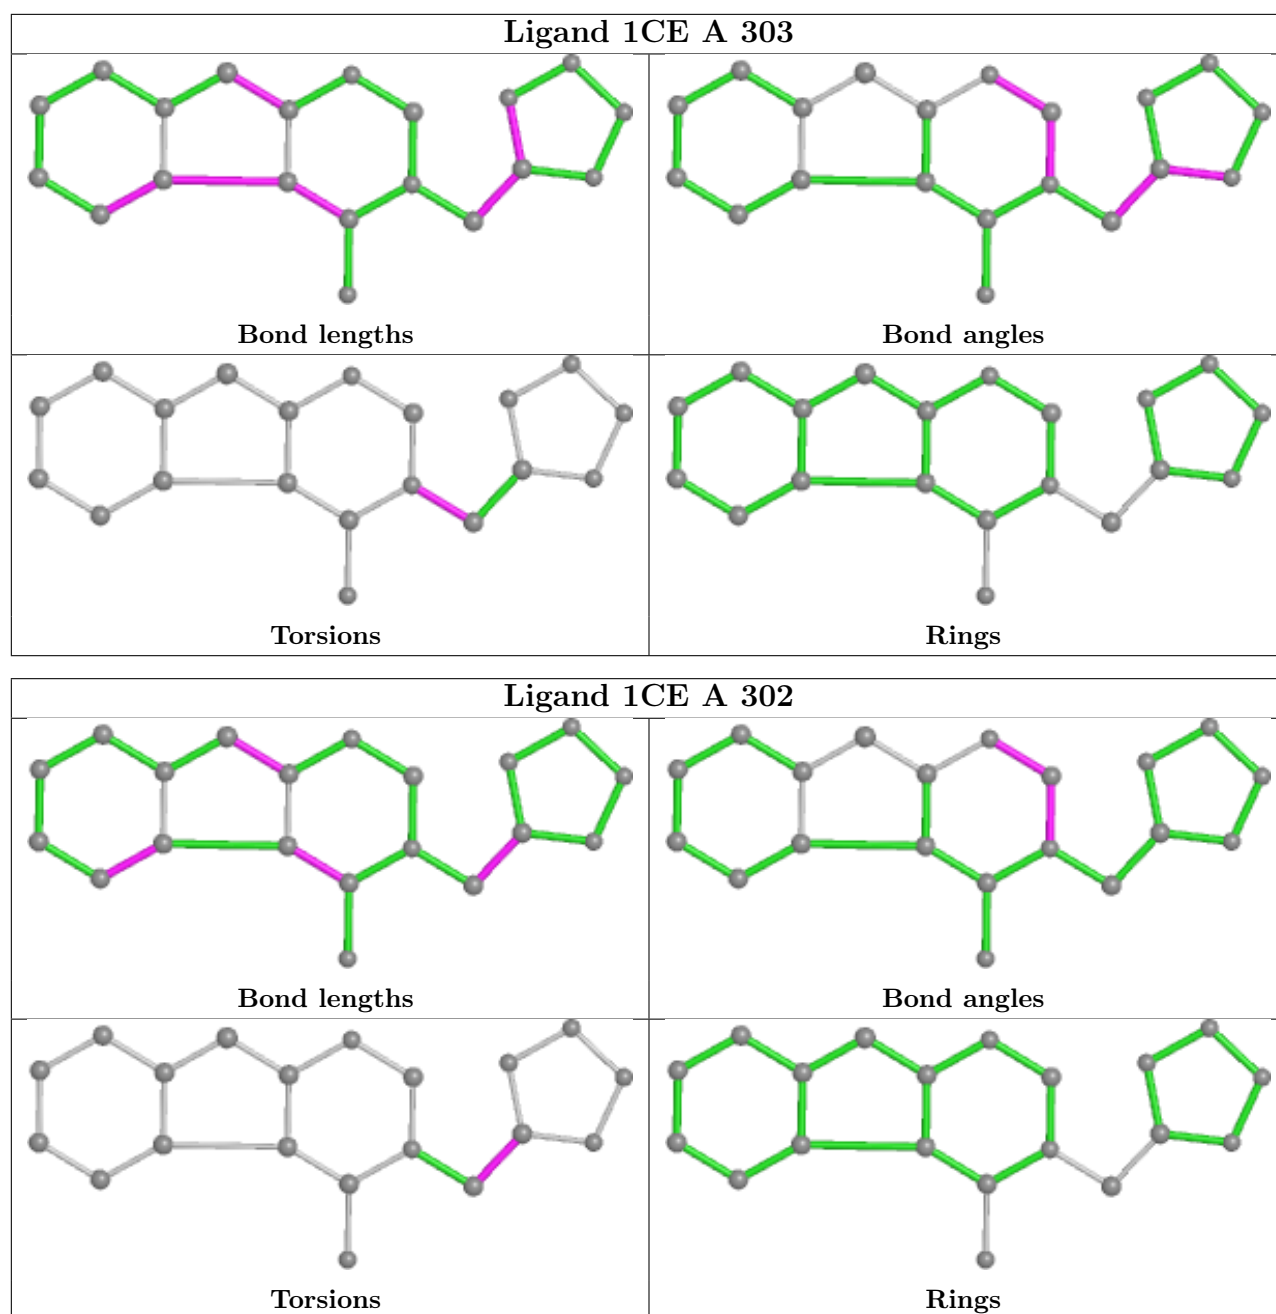 Ligand 1CE A 303
Bond lengths
Bond angles
Torsions
Rings
Ligand 1CE A 302
Bond lengths
Bond angles
Torsions
Rings